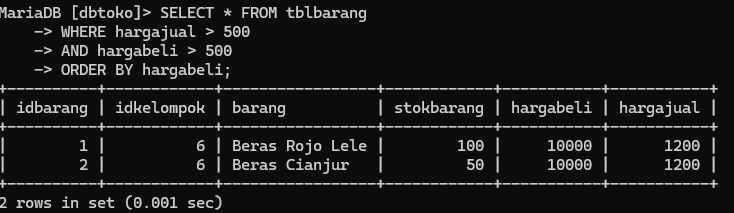 MariaDB [dbtoko]> SELECT * FROM tblbarang
    -> WHERE hargajual > 500
    -> AND hargabeli > 500
    -> ORDER BY hargabeli;
+----------+------------+-----------------+------------+-----------+-----------+
| idbarang | idkelompok | barang          | stokbarang | hargabeli | hargajual |
+----------+------------+-----------------+------------+-----------+-----------+
|        1 |          6 | Beras Rojo Lele |        100 |     10000 |      1200 |
|        2 |          6 | Beras Cianjur   |         50 |     10000 |      1200 |
+----------+------------+-----------------+------------+-----------+-----------+
2 rows in set (0.001 sec)